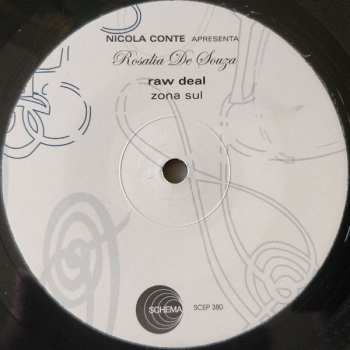 NICOLA CONTE APRESENTA
Rosalia De Souza
raw deal
zona sul
SCHEMA
SCEP 380